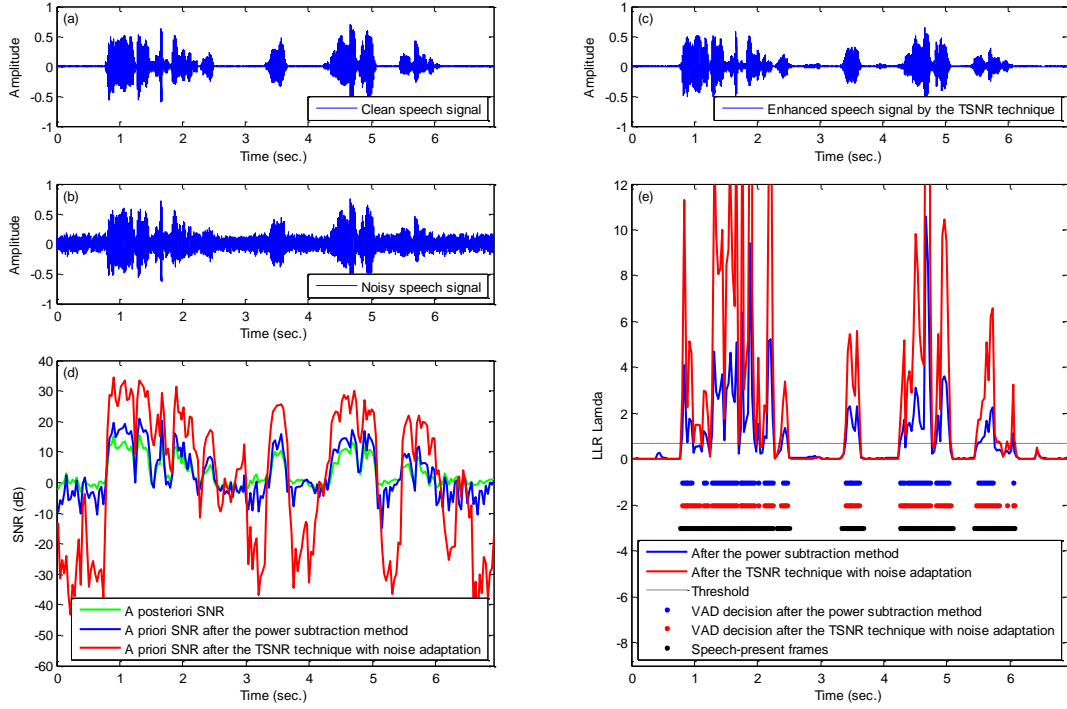 (a)
1
0.5
0
-0.5
-1
Amplitude
Clean speech signal
0 1 2 3 4 5 6
Time (sec.)
(b)
1
0.5
0
-0.5
-1
Amplitude
Noisy speech signal
0 1 2 3 4 5 6
Time (sec.)
(d)
40
30
20
10
0
-10
-20
-30
-40
-50
-60
SNR (dB)
A posteriori SNR
A priori SNR after the power subtraction method
A priori SNR after the TSNR technique with noise adaptation
0 1 2 3 4 5 6
Time (sec.)
(c)
1
0.5
0
-0.5
-1
Amplitude
Enhanced speech signal by the TSNR technique
0 1 2 3 4 5 6
Time (sec.)
(e)
12
10
8
6
4
2
0
-2
-4
-6
-8
LLR Lamda
After the power subtraction method
After the TSNR technique with noise adaptation
Threshold
VAD decision after the power subtraction method
VAD decision after the TSNR technique with noise adaptation
Speech-present frames
0 1 2 3 4 5 6
Time (sec.)